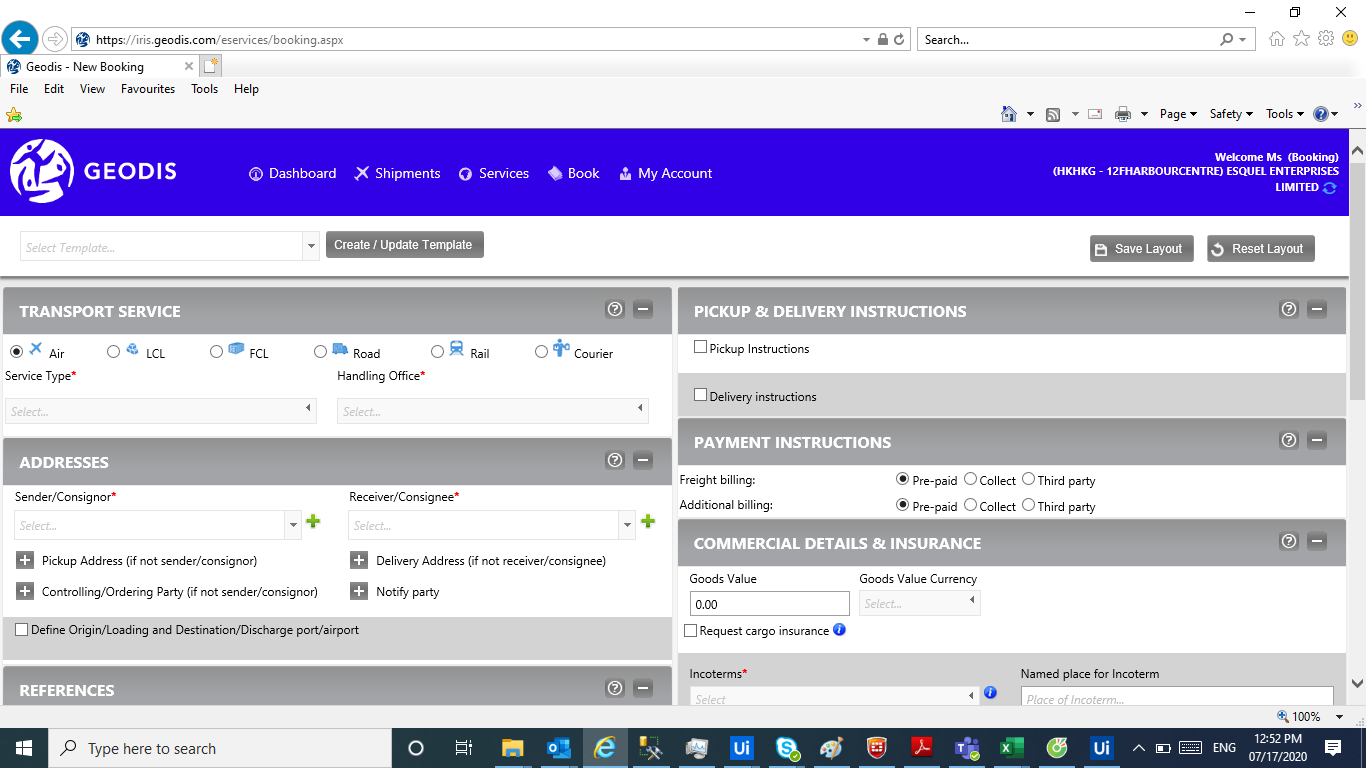 https://iris.geodis.com/eservices/booking.aspx
Search...
Geodis - New Booking
File Edit View Favourites Tools Help
Page Safety Tools
GEODIS
Dashboard Shipments Services Book My Account
Welcome Ms (Booking)
(HKHKG - 12FHARBOURCENTRE) ESQUEL ENTERPRISES
LIMITED
Select Template...
Create / Update Template
Save Layout
Reset Layout
TRANSPORT SERVICE
Air LCL FCL Road Rail Courier
Service Type* Handling Office*
Select... Select...
ADDRESSES
Sender/Consignor* Receiver/Consignee*
Select... Select...
Pickup Address (if not sender/consignor) Delivery Address (if not receiver/consignee)
Controlling/Ordering Party (if not sender/consignor) Notify party
Define Origin/Loading and Destination/Discharge port/airport
REFERENCES
PICKUP & DELIVERY INSTRUCTIONS
Pickup Instructions
Delivery instructions
PAYMENT INSTRUCTIONS
Freight billing: Pre-paid Collect Third party
Additional billing: Pre-paid Collect Third party
COMMERCIAL DETAILS & INSURANCE
Goods Value Goods Value Currency
0.00 Select...
Request cargo insurance
Incoterms* Named place for Incoterm
Select Place of Incoterm...
100%
Type here to search
Ui
Ui
ENG
12:52 PM
07/17/2020